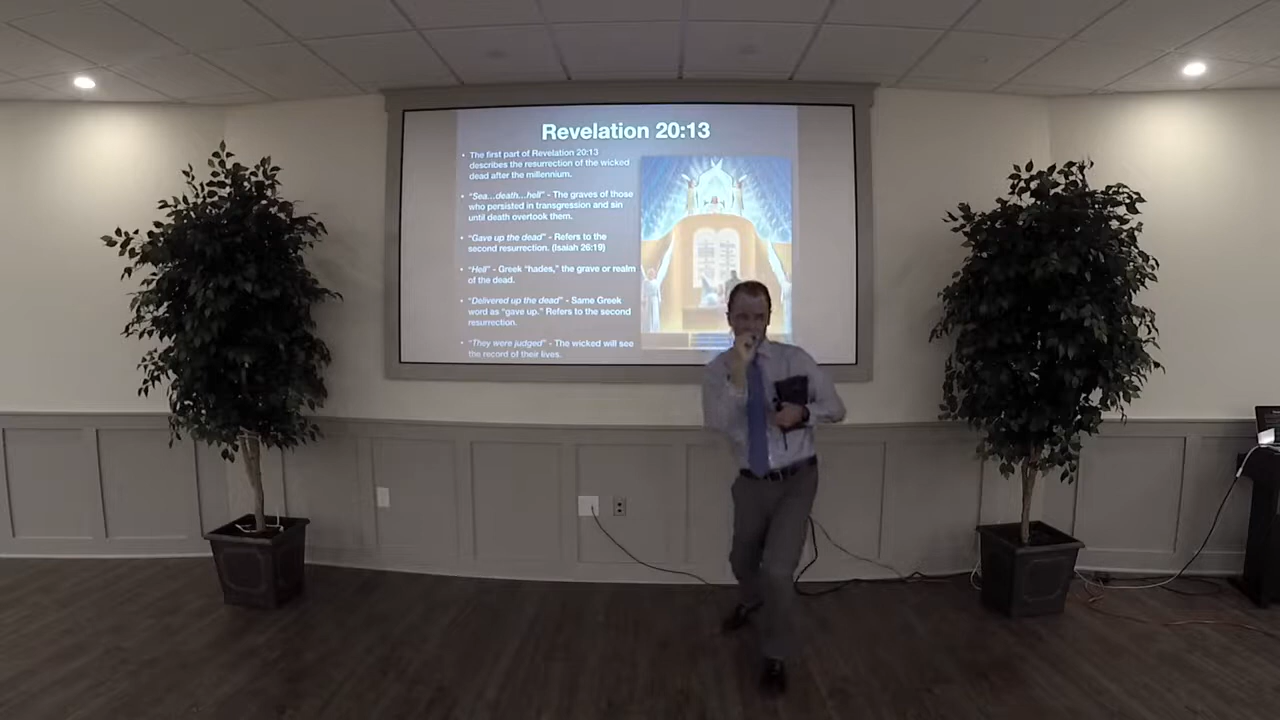 Revelation 20:13
• The first part of Revelation 20:13
describes the resurrection of the wicked
dead after the millennium.
• "Sea...death...hell" - The graves of those
who persisted in transgression and sin
until death overtook them.
• "Gave up the dead" - Refers to the
second resurrection. (Isaiah 26:19)
• "Hell" - Greek "hades," the grave or realm
of the dead.
• "Delivered up the dead" - Same Greek
word as "gave up." Refers to the second
resurrection.
• "They were judged" - The wicked will see
the record of their lives.